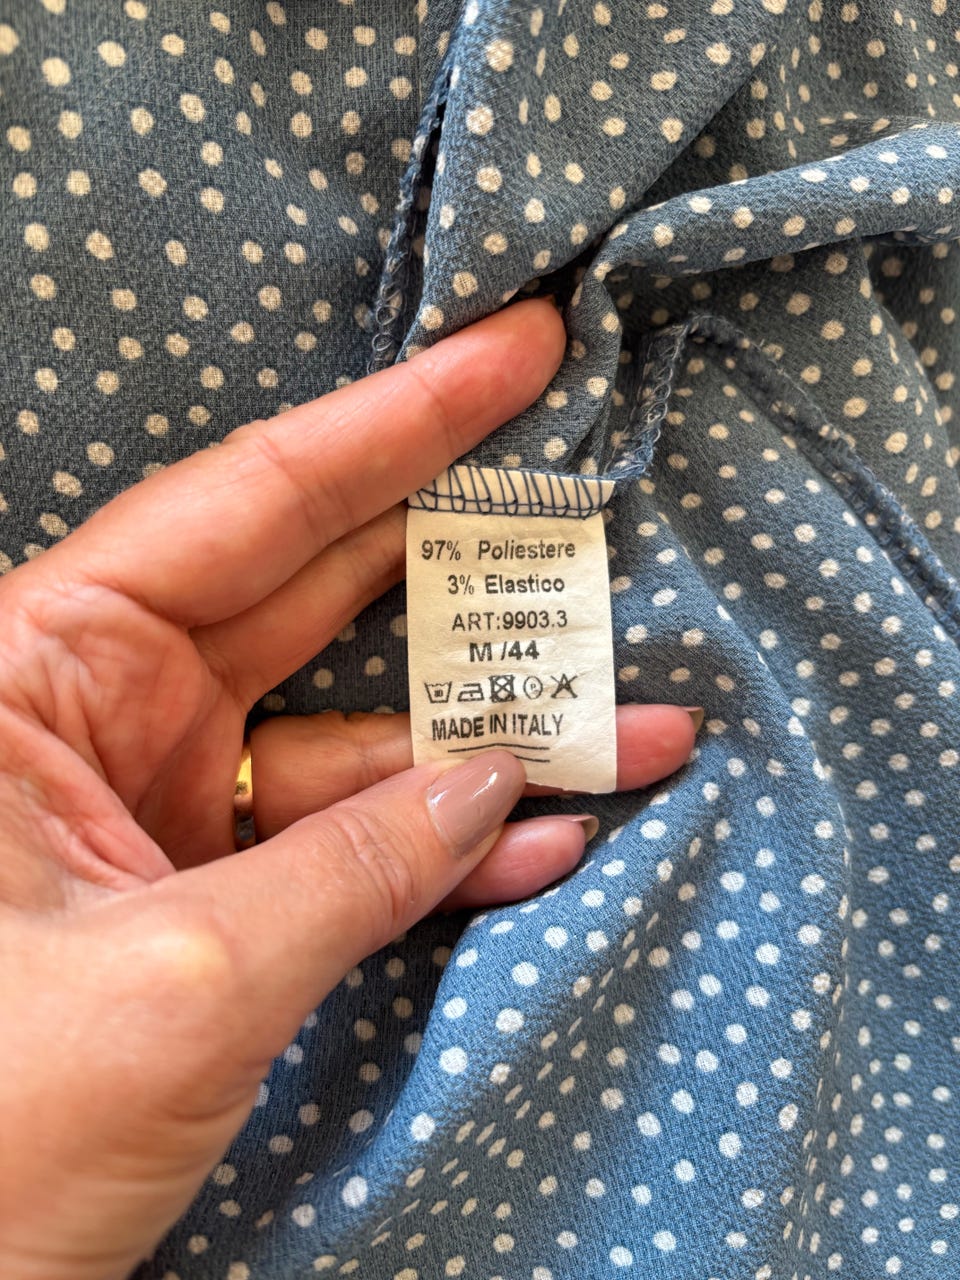 97% Poliestere
3% Elastico
ART:9903.3
M /44
MADE IN ITALY